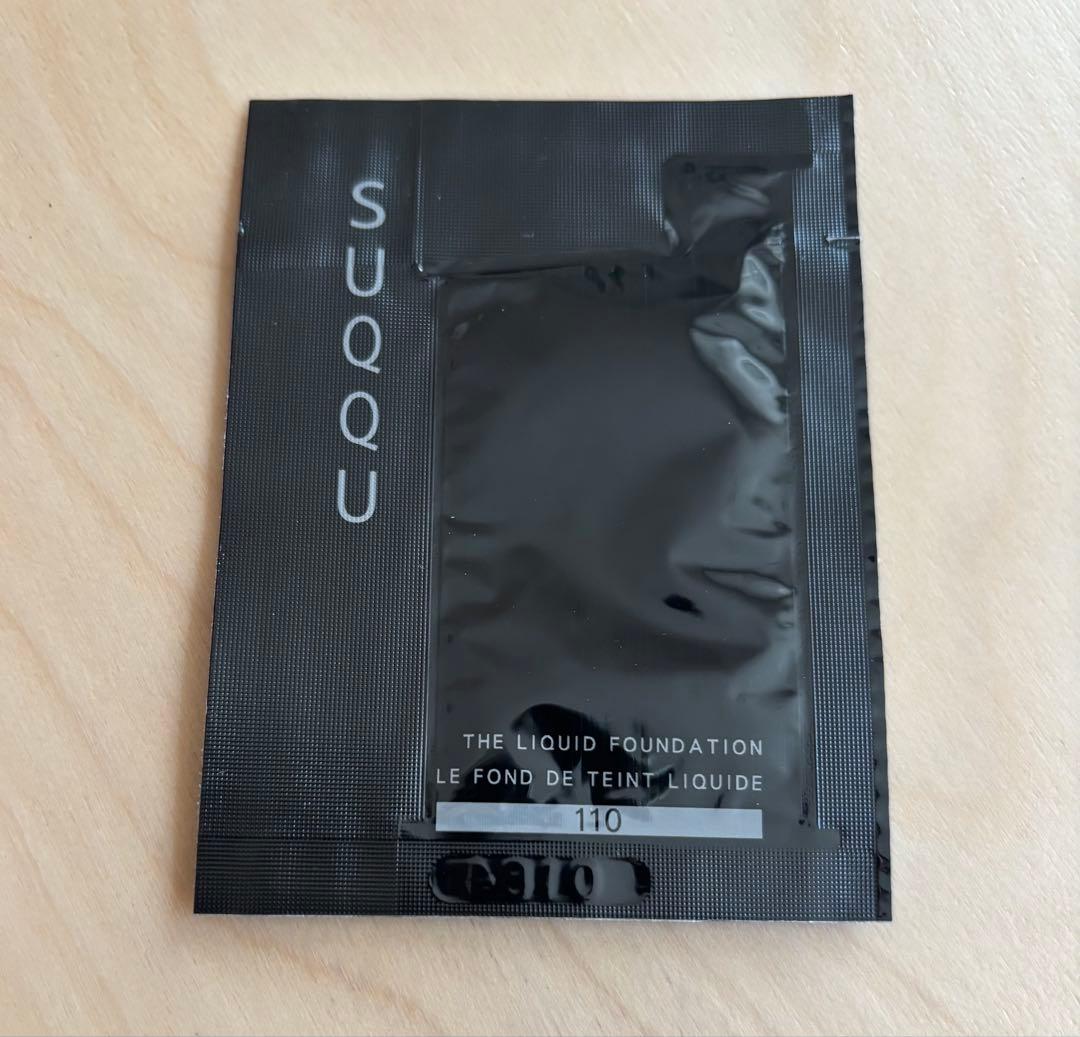 SUQQU
THE LIQUID FOUNDATION
LE FOND DE TEINT LIQUIDE
110